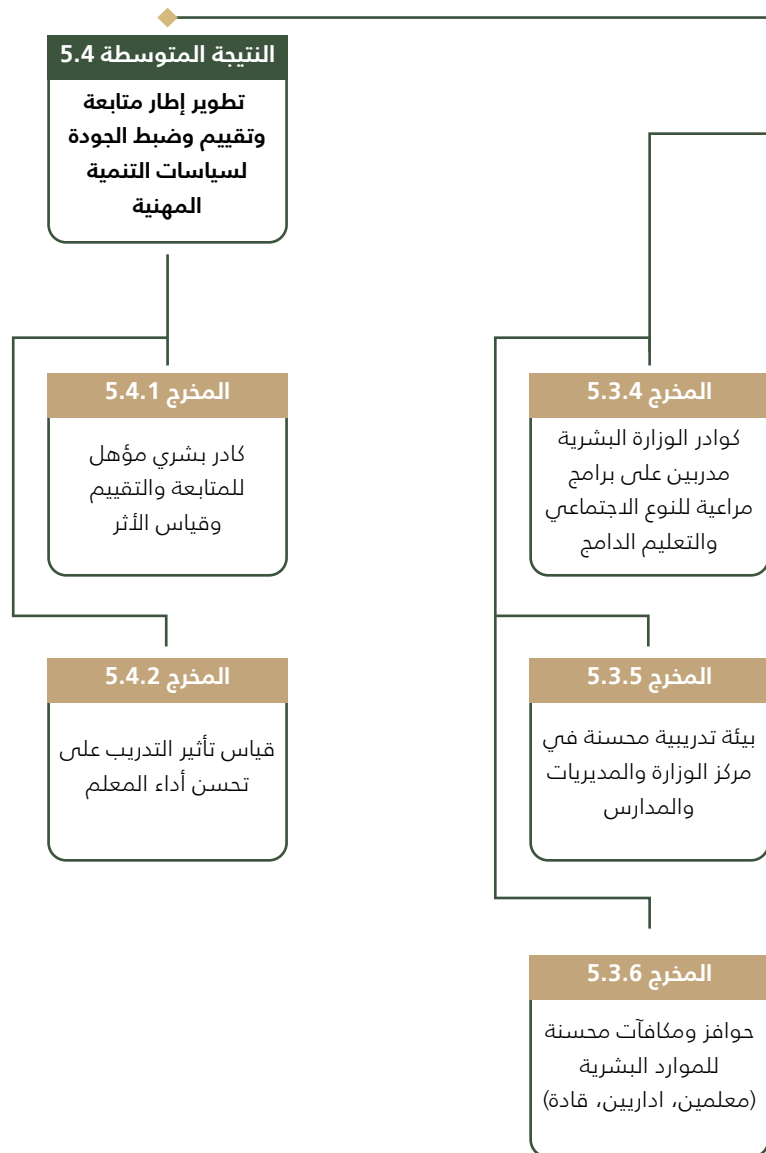 المخرج 5.3.4
كوادر الوزارة البشرية
مدربين على برامج
مراعية للنوع الاجتماعي
والتعليم الدامج
المخرج 5.3.5
بيئة تدريبية محسنة في
مركز الوزارة والمديريات
والمدارس
المخرج 5.3.6
حوافز ومكافآت محسنة
للموارد البشرية
(معلمين، اداريين، قادة)
النتيجة المتوسطة 5.4
تطوير إطار متابعة
وتقييم وضبط الجودة
لسياسات التنمية
المهنية
المخرج 5.4.1
كادر بشري مؤهل
للمتابعة والتقييم
وقياس الأثر
المخرج 5.4.2
قياس تأثير التدريب على
تحسن أداء المعلم